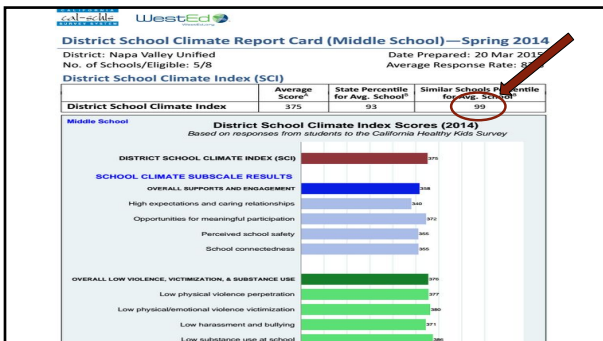 CALIFORNIA
cal-schls
SURVEY SYSTEM
WestEd
WestEd.org
District School Climate Report Card (Middle School)—Spring 2014
District: Napa Valley Unified Date Prepared: 20 Mar 2015
No. of Schools/Eligible: 5/8 Average Response Rate:
District School Climate Index (SCI)
Average Score^A State Percentile for Avg. School^B Similar Schools Percentile for Avg. School^B
District School Climate Index 375 93 99
Middle School
District School Climate Index Scores (2014)
Based on responses from students to the California Healthy Kids Survey
DISTRICT SCHOOL CLIMATE INDEX (SCI) 375
SCHOOL CLIMATE SUBSCALE RESULTS
OVERALL SUPPORTS AND ENGAGEMENT 358
High expectations and caring relationships 340
Opportunities for meaningful participation 372
Perceived school safety 355
School connectedness 355
OVERALL LOW VIOLENCE, VICTIMIZATION, & SUBSTANCE USE 376
Low physical violence perpetration 377
Low physical/emotional violence victimization 380
Low harassment and bullying 371
Low substance use at school 386